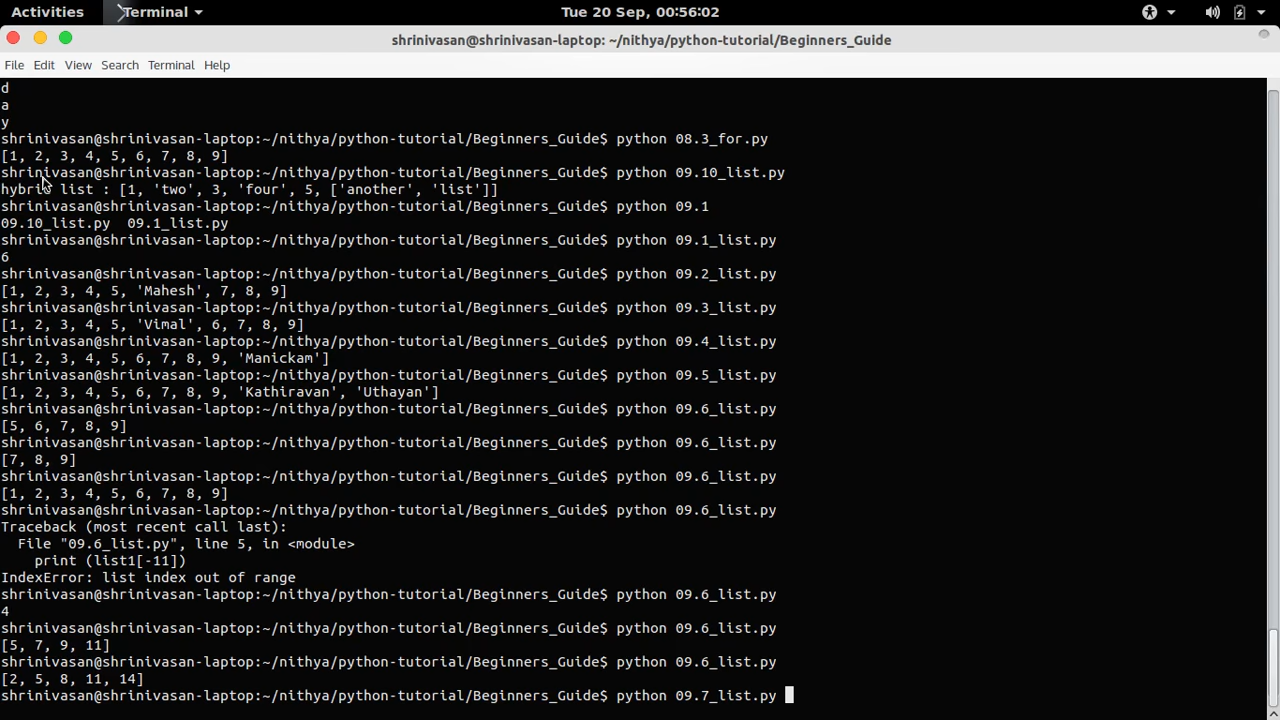 Activities Terminal Tue 20 Sep, 00:56:02
shrinivasan@shrinivasan-laptop: ~/nithya/python-tutorial/Beginners_Guide
File Edit View Search Terminal Help
d
a
y
shrinivasan@shrinivasan-laptop:~/nithya/python-tutorial/Beginners_Guide$ python 08.3_for.py
[1, 2, 3, 4, 5, 6, 7, 8, 9]
shrinivasan@shrinivasan-laptop:~/nithya/python-tutorial/Beginners_Guide$ python 09.10_list.py
hybrid list : [1, 'two', 3, 'four', 5, ['another', 'list']]
shrinivasan@shrinivasan-laptop:~/nithya/python-tutorial/Beginners_Guide$ python 09.1
09.10_list.py  09.1_list.py
shrinivasan@shrinivasan-laptop:~/nithya/python-tutorial/Beginners_Guide$ python 09.1_list.py
6
shrinivasan@shrinivasan-laptop:~/nithya/python-tutorial/Beginners_Guide$ python 09.2_list.py
[1, 2, 3, 4, 5, 'Mahesh', 7, 8, 9]
shrinivasan@shrinivasan-laptop:~/nithya/python-tutorial/Beginners_Guide$ python 09.3_list.py
[1, 2, 3, 4, 5, 'Vimal', 6, 7, 8, 9]
shrinivasan@shrinivasan-laptop:~/nithya/python-tutorial/Beginners_Guide$ python 09.4_list.py
[1, 2, 3, 4, 5, 6, 7, 8, 9, 'Manickam']
shrinivasan@shrinivasan-laptop:~/nithya/python-tutorial/Beginners_Guide$ python 09.5_list.py
[1, 2, 3, 4, 5, 6, 7, 8, 9, 'Kathiravan', 'Uthayan']
shrinivasan@shrinivasan-laptop:~/nithya/python-tutorial/Beginners_Guide$ python 09.6_list.py
[5, 6, 7, 8, 9]
shrinivasan@shrinivasan-laptop:~/nithya/python-tutorial/Beginners_Guide$ python 09.6_list.py
[7, 8, 9]
shrinivasan@shrinivasan-laptop:~/nithya/python-tutorial/Beginners_Guide$ python 09.6_list.py
[1, 2, 3, 4, 5, 6, 7, 8, 9]
shrinivasan@shrinivasan-laptop:~/nithya/python-tutorial/Beginners_Guide$ python 09.6_list.py
Traceback (most recent call last):
  File "09.6_list.py", line 5, in <module>
    print (list1[-11])
IndexError: list index out of range
shrinivasan@shrinivasan-laptop:~/nithya/python-tutorial/Beginners_Guide$ python 09.6_list.py
4
shrinivasan@shrinivasan-laptop:~/nithya/python-tutorial/Beginners_Guide$ python 09.6_list.py
[5, 7, 9, 11]
shrinivasan@shrinivasan-laptop:~/nithya/python-tutorial/Beginners_Guide$ python 09.6_list.py
[2, 5, 8, 11, 14]
shrinivasan@shrinivasan-laptop:~/nithya/python-tutorial/Beginners_Guide$ python 09.7_list.py